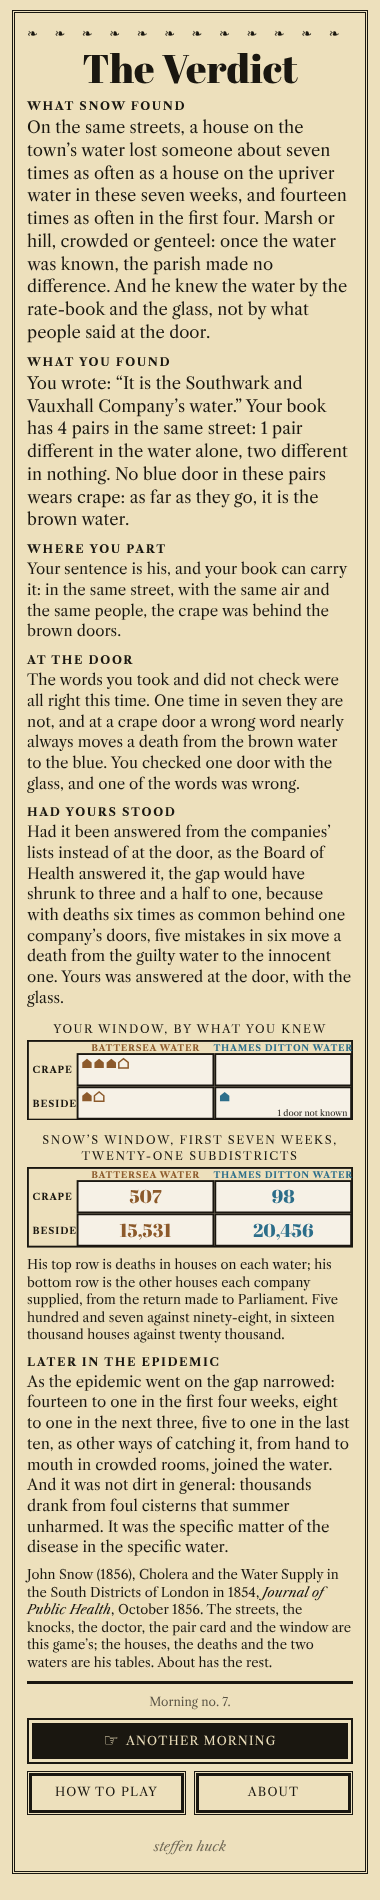 The Verdict
WHAT SNOW FOUND
On the same streets, a house on the
town’s water lost someone about seven
times as often as a house on the upriver
water in these seven weeks, and fourteen
times as often in the first four. Marsh or
hill, crowded or genteel: once the water
was known, the parish made no
difference. And he knew the water by the
rate-book and the glass, not by what
people said at the door.
WHAT YOU FOUND
You wrote: “It is the Southwark and
Vauxhall Company’s water.” Your book
has 4 pairs in the same street: 1 pair
different in the water alone, two different
in nothing. No blue door in these pairs
wears crape: as far as they go, it is the
brown water.
WHERE YOU PART
Your sentence is his, and your book can carry
it: in the same street, with the same air and
the same people, the crape was behind the
brown doors.
AT THE DOOR
The words you took and did not check were
all right this time. One time in seven they are
not, and at a crape door a wrong word nearly
always moves a death from the brown water
to the blue. You checked one door with the
glass, and one of the words was wrong.
HAD YOURS STOOD
Had it been answered from the companies’
lists instead of at the door, as the Board of
Health answered it, the gap would have
shrunk to three and a half to one, because
with deaths six times as common behind one
company’s doors, five mistakes in six move a
death from the guilty water to the innocent
one. Yours was answered at the door, with the
glass.
YOUR WINDOW, BY WHAT YOU KNEW
BATTERSEA WATER THAMES DITTON WATER
CRAPE
BESIDE
1 door not known
SNOW’S WINDOW, FIRST SEVEN WEEKS,
TWENTY-ONE SUBDISTRICTS
BATTERSEA WATER THAMES DITTON WATER
CRAPE 507 98
BESIDE 15,531 20,456
His top row is deaths in houses on each water; his
bottom row is the other houses each company
supplied, from the return made to Parliament. Five
hundred and seven against ninety-eight, in sixteen
thousand houses against twenty thousand.
LATER IN THE EPIDEMIC
As the epidemic went on the gap narrowed:
fourteen to one in the first four weeks, eight
to one in the next three, five to one in the last
ten, as other ways of catching it, from hand to
mouth in crowded rooms, joined the water.
And it was not dirt in general: thousands
drank from foul cisterns that summer
unharmed. It was the specific matter of the
disease in the specific water.
John Snow (1856), Cholera and the Water Supply in
the South Districts of London in 1854, Journal of
Public Health, October 1856. The streets, the
knocks, the doctor, the pair card and the window are
this game’s; the houses, the deaths and the two
waters are his tables. About has the rest.
Morning no. 7.
☞ ANOTHER MORNING
HOW TO PLAY ABOUT
steffen huck